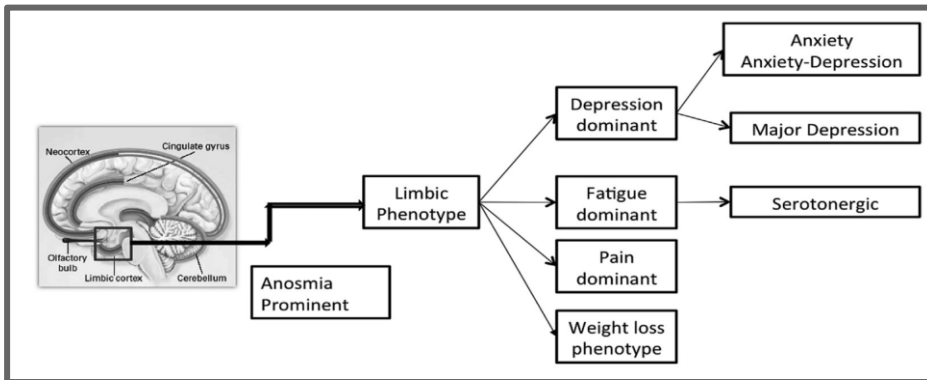 Neocortex
Cingulate gyrus
Olfactory
bulb
Limbic cortex
Cerebellum
Anosmia
Prominent
Limbic
Phenotype
Depression
dominant
Fatigue
dominant
Pain
dominant
Weight loss
phenotype
Anxiety
Anxiety-Depression
Major Depression
Serotonergic